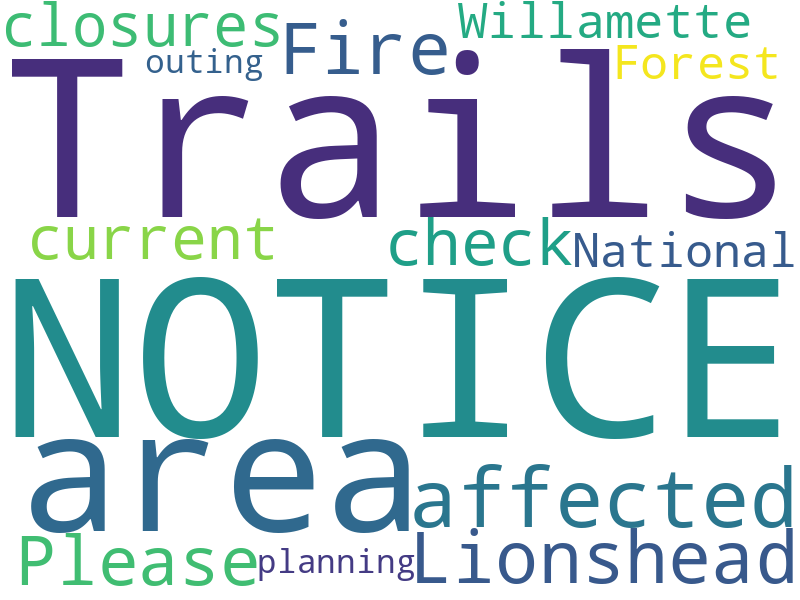 closures Fire Willamette
outing Forest
Trails
current check National
NOTICE
area affected
Please planning Lionshead